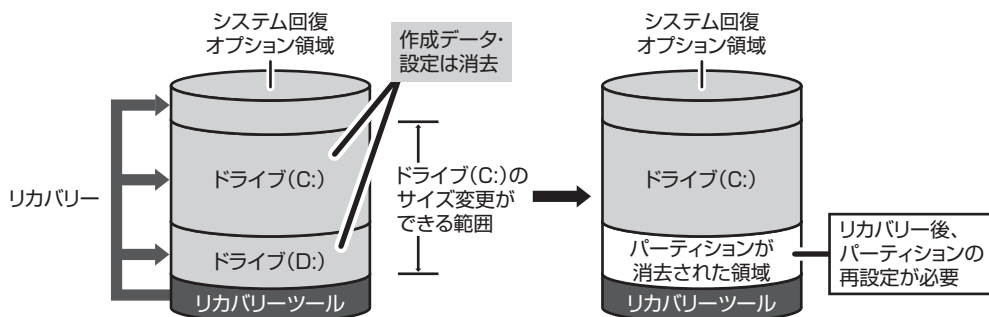 システム回復
オプション領域
作成データ・
設定は消去
リカバリー
ドライブ（C:）
ドライブ（D:）
リカバリーツール
ドライブ（C:）の
サイズ変更が
できる範囲
システム回復
オプション領域
ドライブ（C:）
パーティションが
消去された領域
リカバリーツール
リカバリー後、
パーティションの
再設定が必要